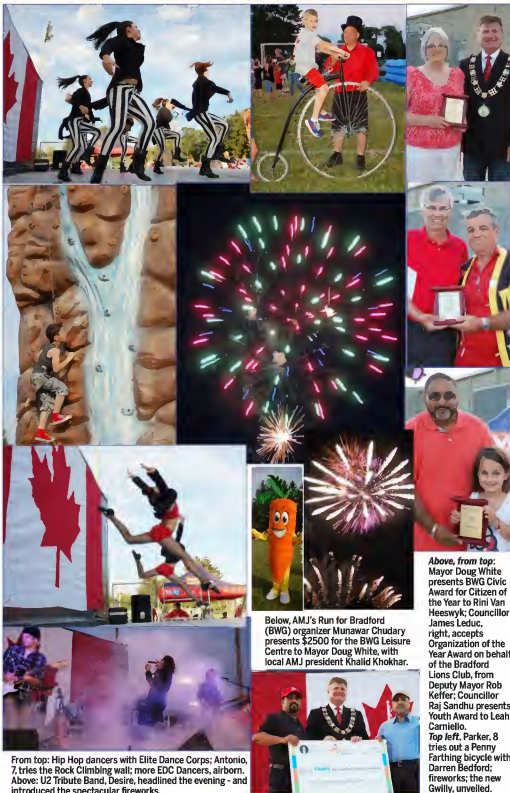 Above, from top:
Mayor Doug White
presents BWG Civic
Award for Citizen of
the Year to Rini Van
Heeswyk; Councillor
James Leduc,
right, accepts
Organization of the
Year Award on behalf
of the Bradford
Lions Club, from
Deputy Mayor Rob
Keffer; Councillor
Raj Sandhu presents
Youth Award to Leah
Carniello.
Top left, Parker, 8
tries out a Penny
Farthing bicycle with
Darren Bedford;
fireworks; the new
Gwilly, unveiled.
Below, AMJ's Run for Bradford
(BWG) organizer Munawar Chudary
presents $2500 for the BWG Leisure
Centre to Mayor Doug White, with
local AMJ president Khalid Khokhar.
From top: Hip Hop dancers with Elite Dance Corps; Antonio,
7, tries the Rock Climbing wall; more EDC Dancers, airborn.
Above: U2 Tribute Band, Desire, headlined the evening - and
introduced the spectacular fireworks.